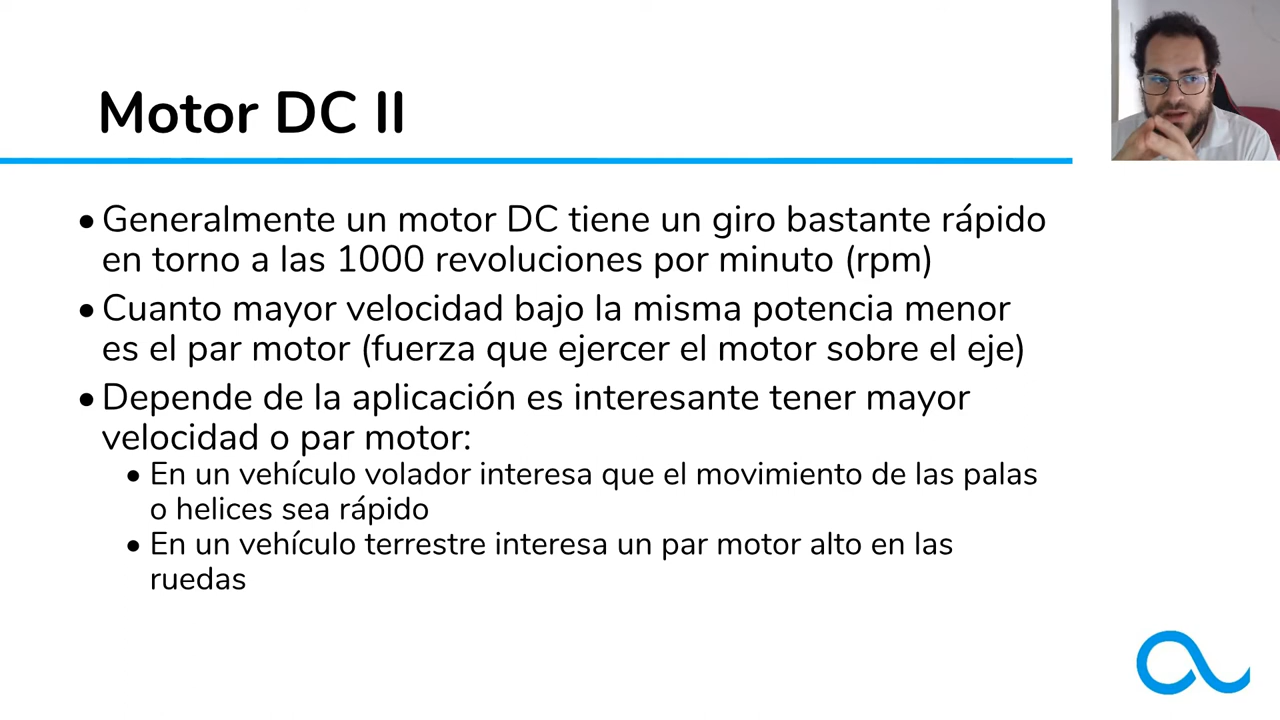 Motor DC II
• Generalmente un motor DC tiene un giro bastante rápido
en torno a las 1000 revoluciones por minuto (rpm)
• Cuanto mayor velocidad bajo la misma potencia menor
es el par motor (fuerza que ejercer el motor sobre el eje)
• Depende de la aplicación es interesante tener mayor
velocidad o par motor:
• En un vehículo volador interesa que el movimiento de las palas
o helices sea rápido
• En un vehículo terrestre interesa un par motor alto en las
ruedas